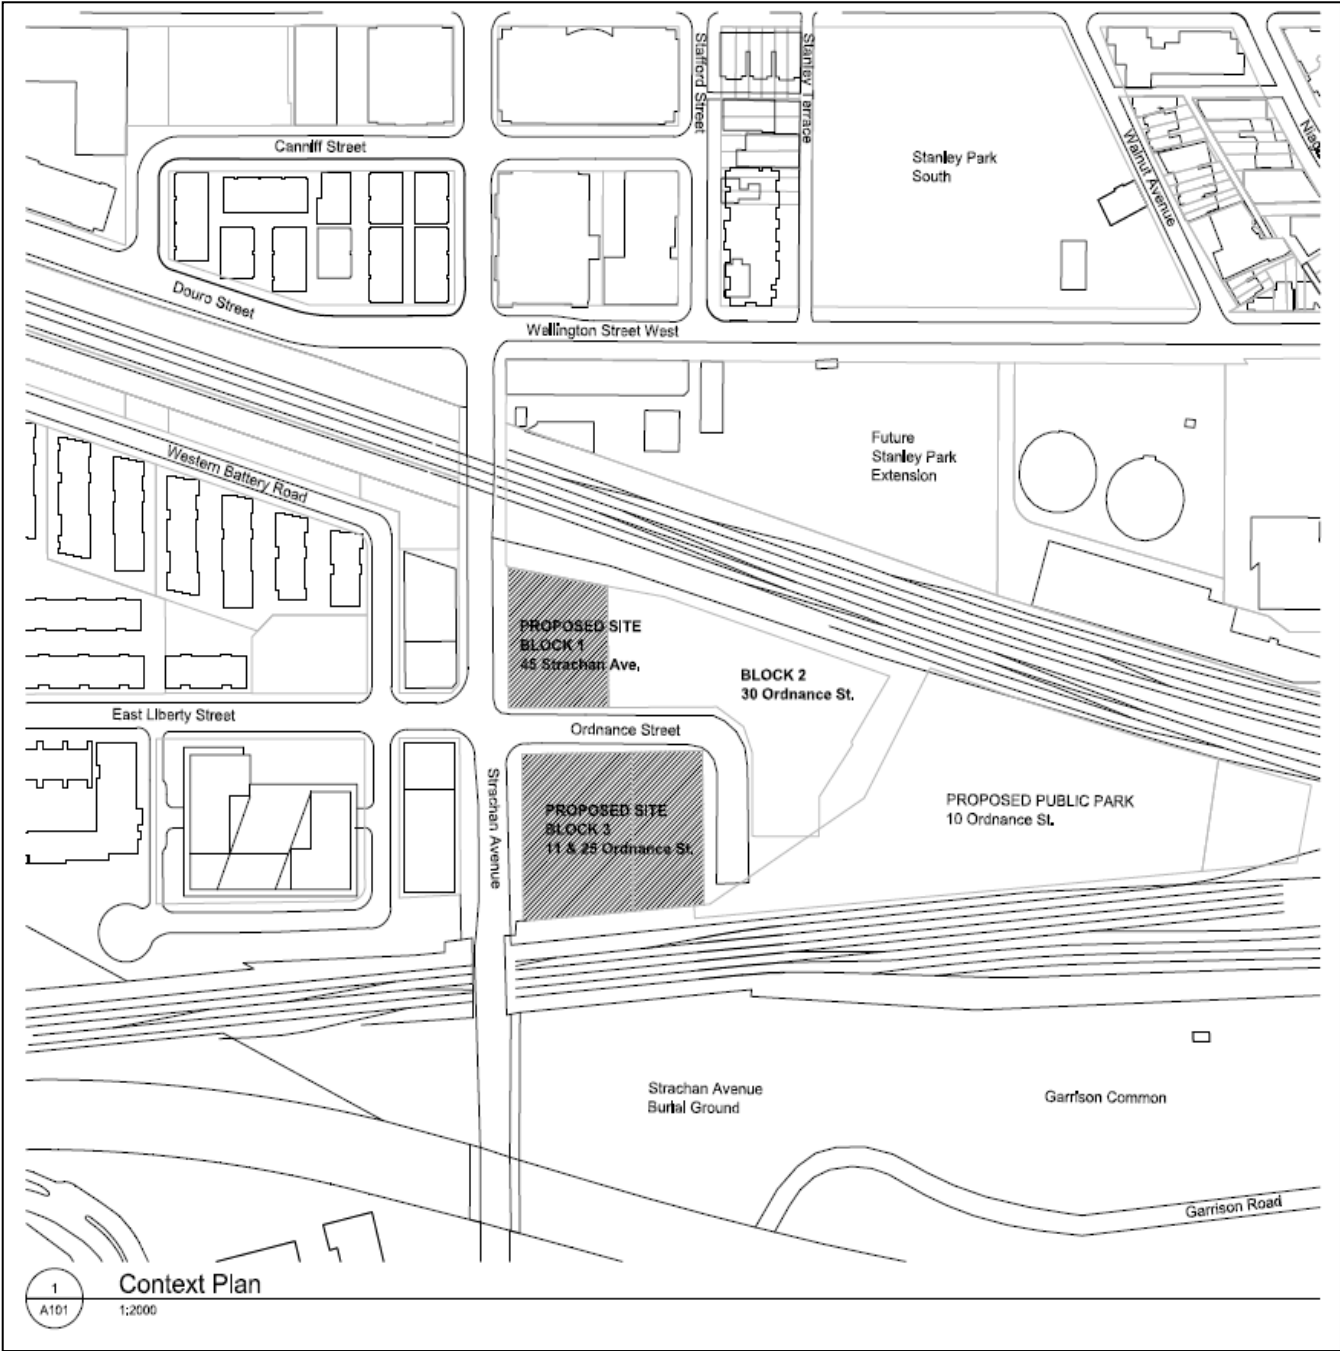 Stafford Street
Stanley Terrace
Canniff Street
Stanley Park
South
Walnut Avenue
Douro Street
Wellington Street West
Future
Stanley Park
Extension
Western Battery Road
PROPOSED SITE
BLOCK 1
45 Strachan Ave,
BLOCK 2
30 Ordnance St.
East Liberty Street
Ordnance Street
Strachan Avenue
PROPOSED SITE
BLOCK 3
11 & 25 Ordnance St.
PROPOSED PUBLIC PARK
10 Ordnance St.
Strachan Avenue
Burial Ground
Garrison Common
Garrison Road
1
A101
Context Plan
1:2000